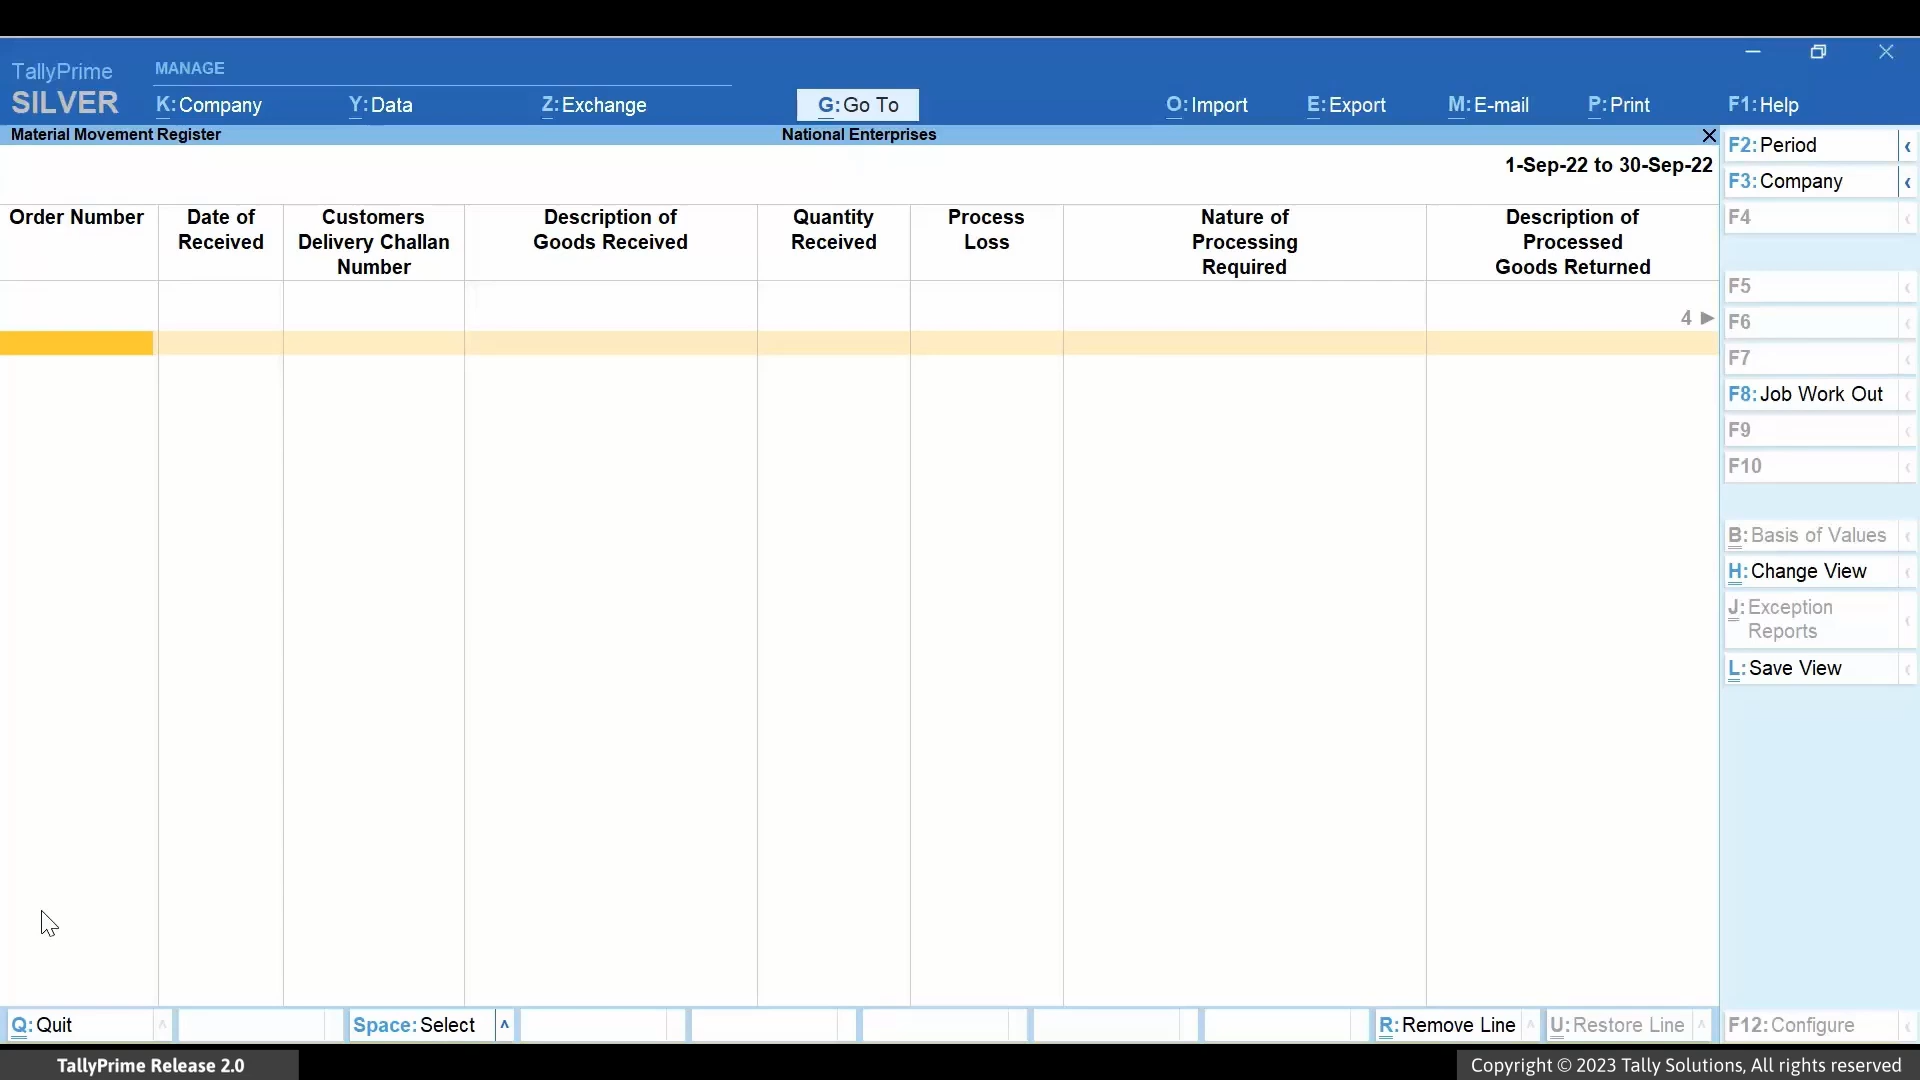 TallyPrime
SILVER
MANAGE
K: Company
Y: Data
Z: Exchange
G: Go To
O: Import
E: Export
M: E-mail
P: Print
F1: Help
Material Movement Register
National Enterprises
1-Sep-22 to 30-Sep-22
Order Number
Date of
Received
Customers
Delivery Challan
Number
Description of
Goods Received
Quantity
Received
Process
Loss
Nature of
Processing
Required
Description of
Processed
Goods Returned
4
F2: Period
F3: Company
F4
F5
F6
F7
F8: Job Work Out
F9
F10
B: Basis of Values
H: Change View
J: Exception
Reports
L: Save View
Q: Quit
Space: Select
R: Remove Line
U: Restore Line
F12: Configure
TallyPrime Release 2.0
Copyright © 2023 Tally Solutions, All rights reserved